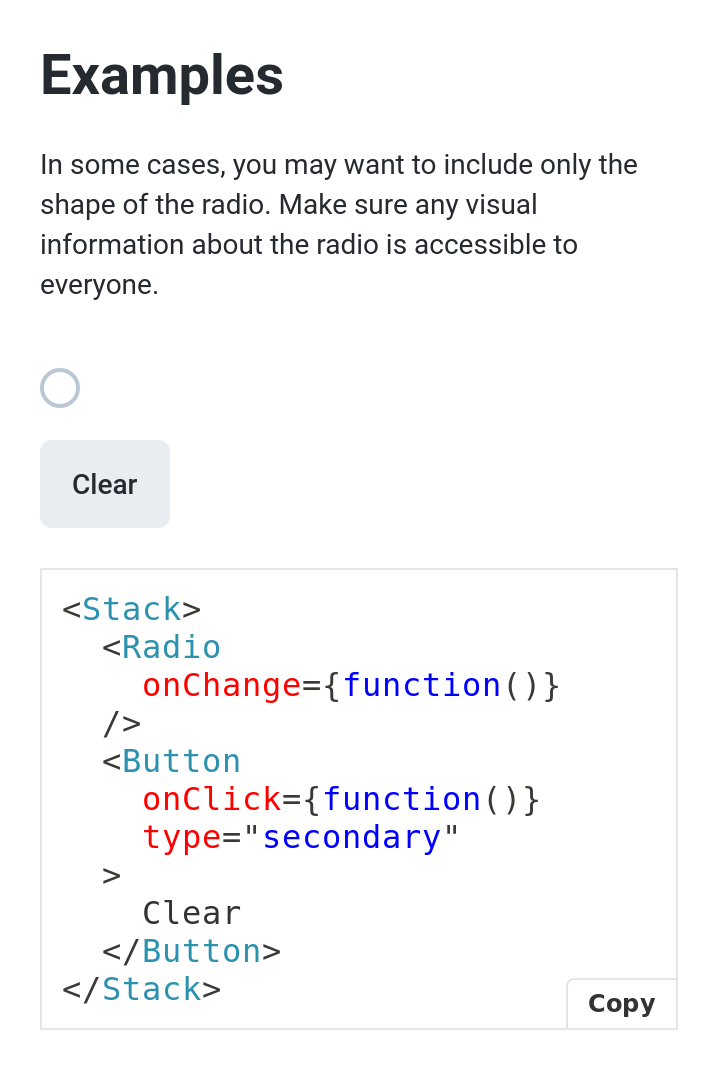 Examples
In some cases, you may want to include only the
shape of the radio. Make sure any visual
information about the radio is accessible to
everyone.
Clear
<Stack>
  <Radio
    onChange={function()}
  />
  <Button
    onClick={function()}
    type="secondary"
  >
    Clear
  </Button>
</Stack>
Copy